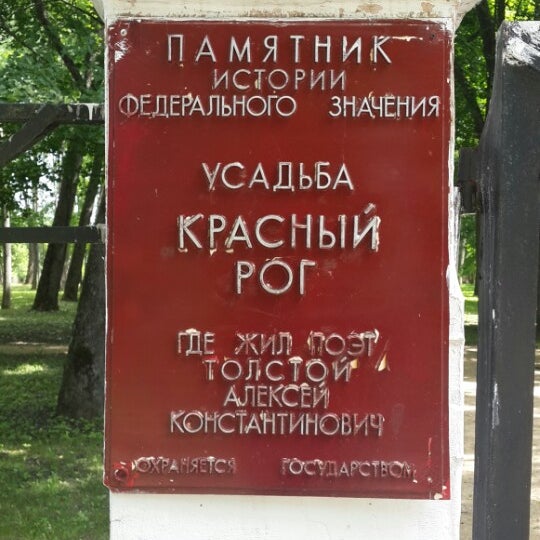 ПАМЯТНИК
ИСТОРИИ
ФЕДЕРАЛЬНОГО ЗНАЧЕНИЯ
УСАДЬБА
КРАСНЫЙ
РОГ
ГДЕ ЖИЛ ПОЭТ
ТОЛСТОЙ
АЛЕКСЕЙ
КОНСТАНТИНОВИЧ
ОХРАНЯЕТСЯ ГОСУДАРСТВОМ